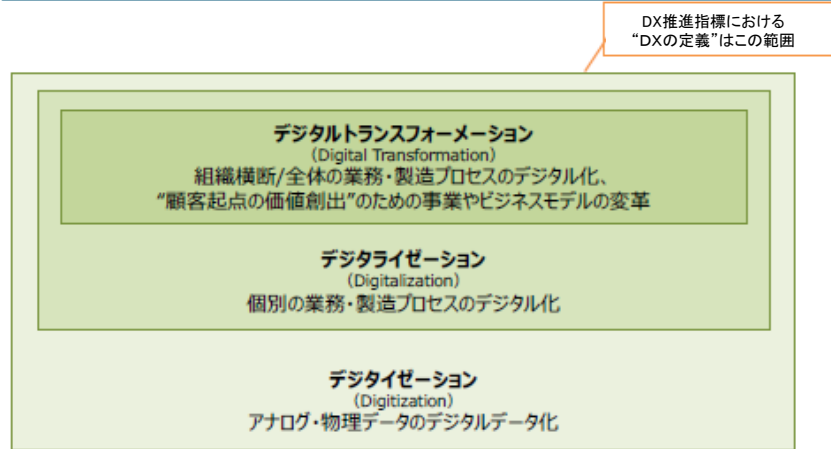 DX推進指標における
“DXの定義”はこの範囲
デジタルトランスフォーメーション
(Digital Transformation)
組織横断/全体の業務・製造プロセスのデジタル化、
“顧客起点の価値創出”のための事業やビジネスモデルの変革
デジタライゼーション
(Digitalization)
個別の業務・製造プロセスのデジタル化
デジタイゼーション
(Digitization)
アナログ・物理データのデジタルデータ化